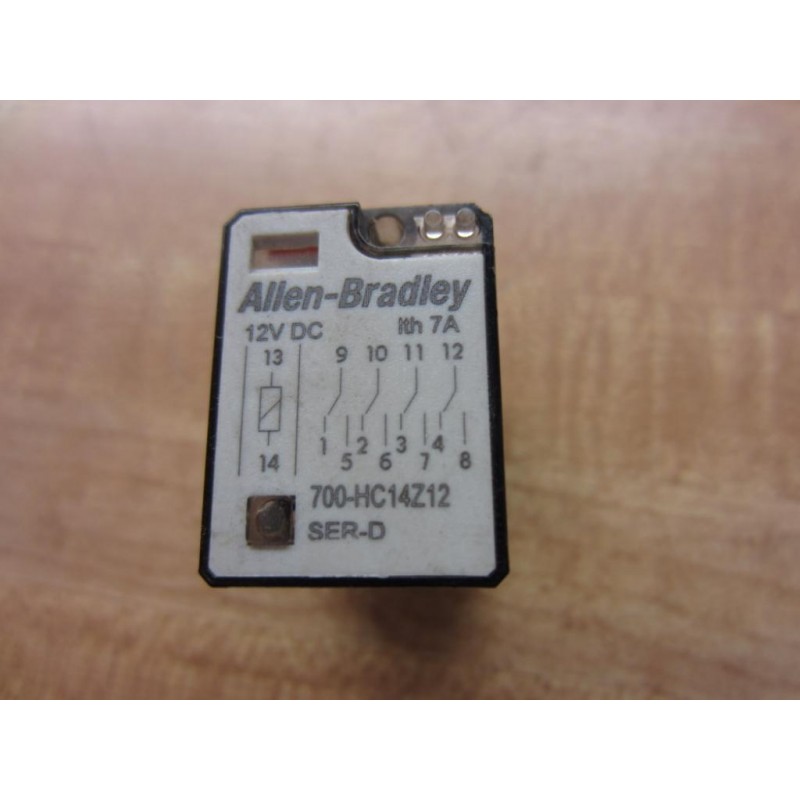 Allen-Bradley
12V DC Ith 7A
13 9 10 11 12
1 2 3 4
14 5 6 7 8
700-HC14Z12
SER-D